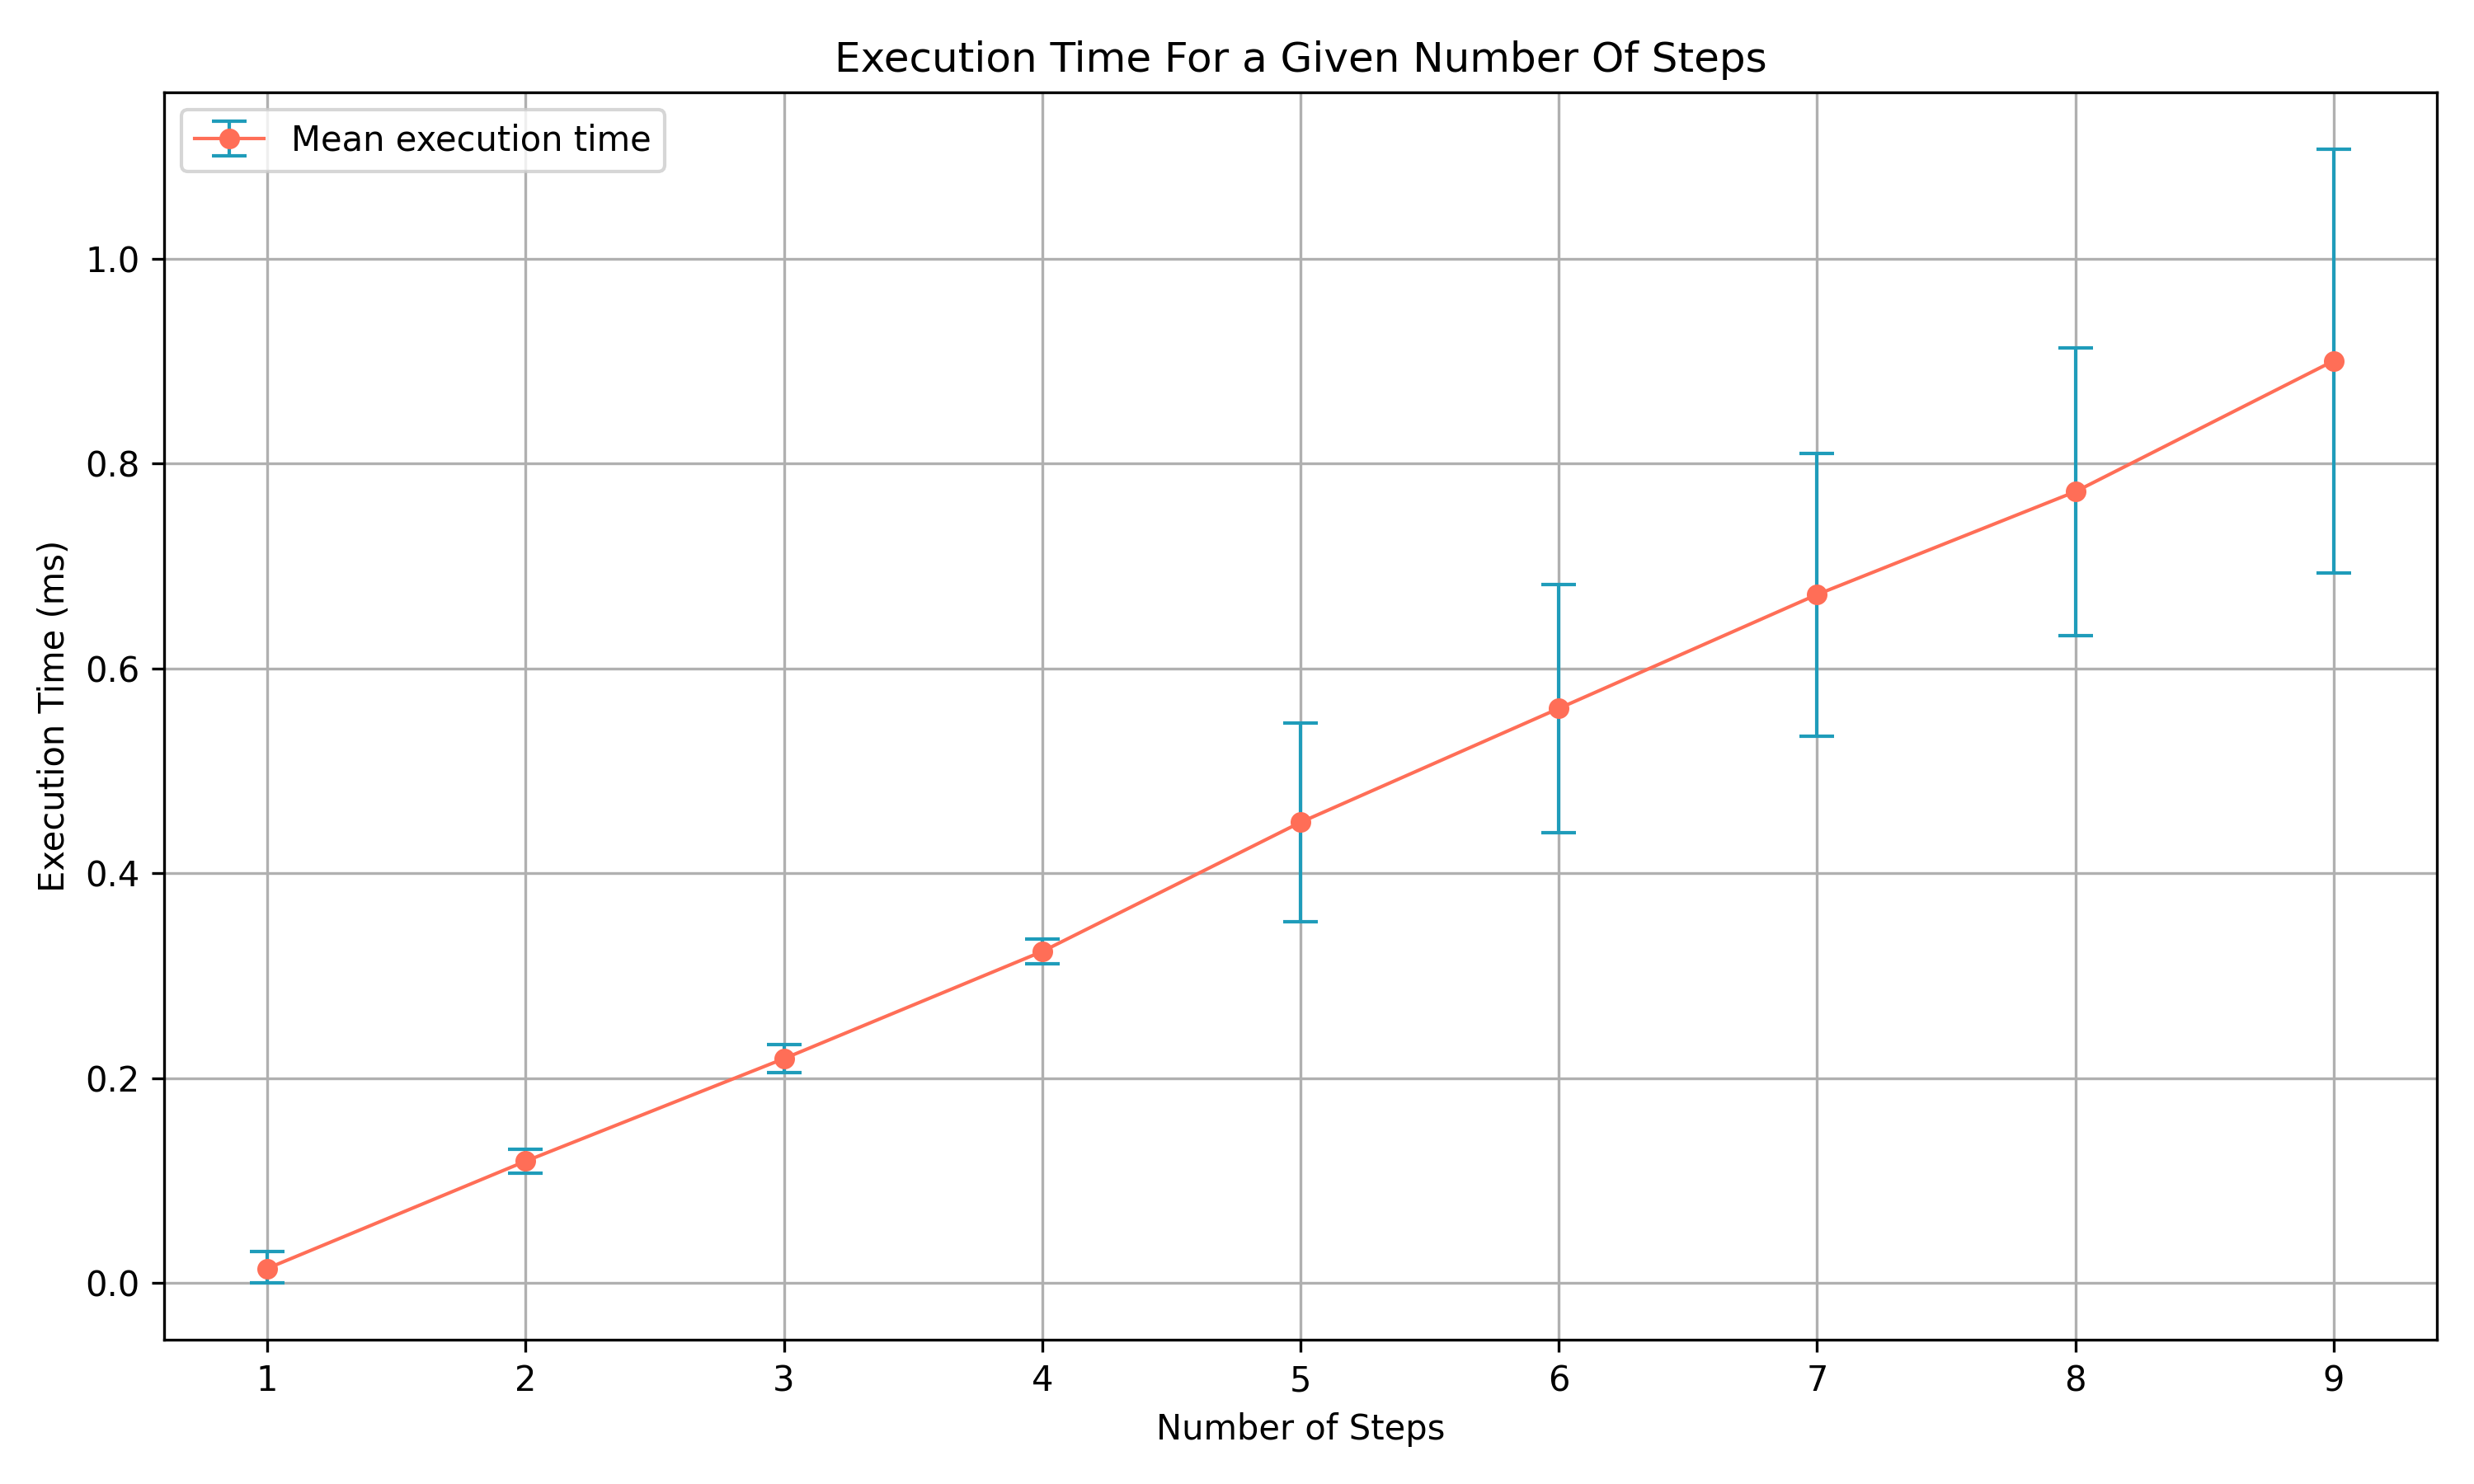 Execution Time For a Given Number Of Steps
Mean execution time
Execution Time (ms)
1.0
0.8
0.6
0.4
0.2
0.0
1 2 3 4 5 6 7 8 9
Number of Steps